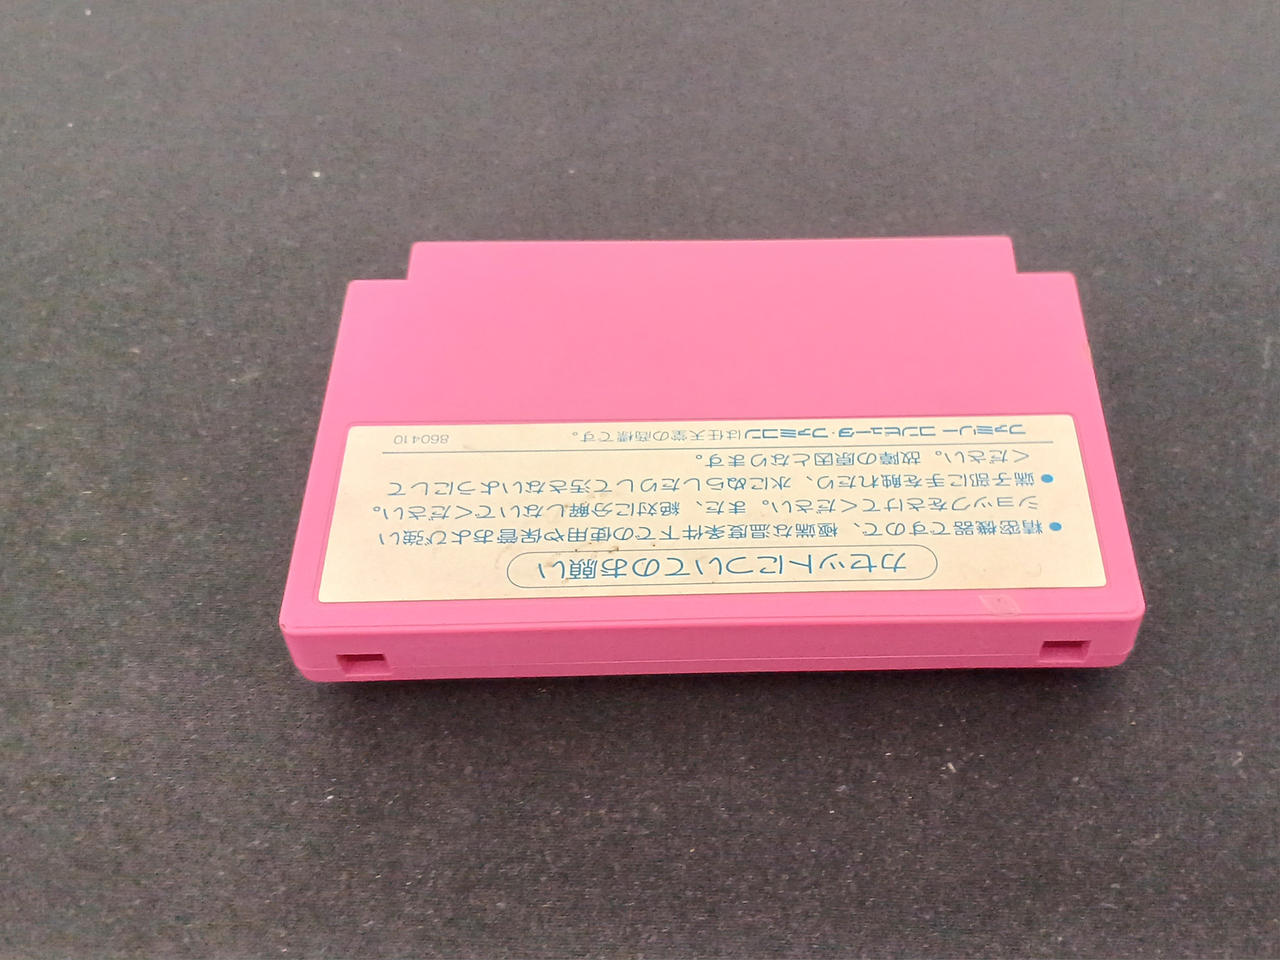 カセットについてのお願い
●精密機器ですので、極端な温度条件下での使用や保管および強い
ショックをさけてください。また、絶対に分解しないでください。
●端子部に手を触れたり、水にぬらしたりして汚さないようにして
ください。故障の原因となります。
ファミリー コンピュータ・ファミコンは任天堂の商標です。 860410